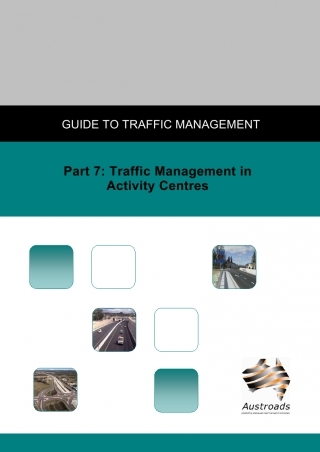 GUIDE TO TRAFFIC MANAGEMENT
Part 7: Traffic Management in
Activity Centres
Austroads